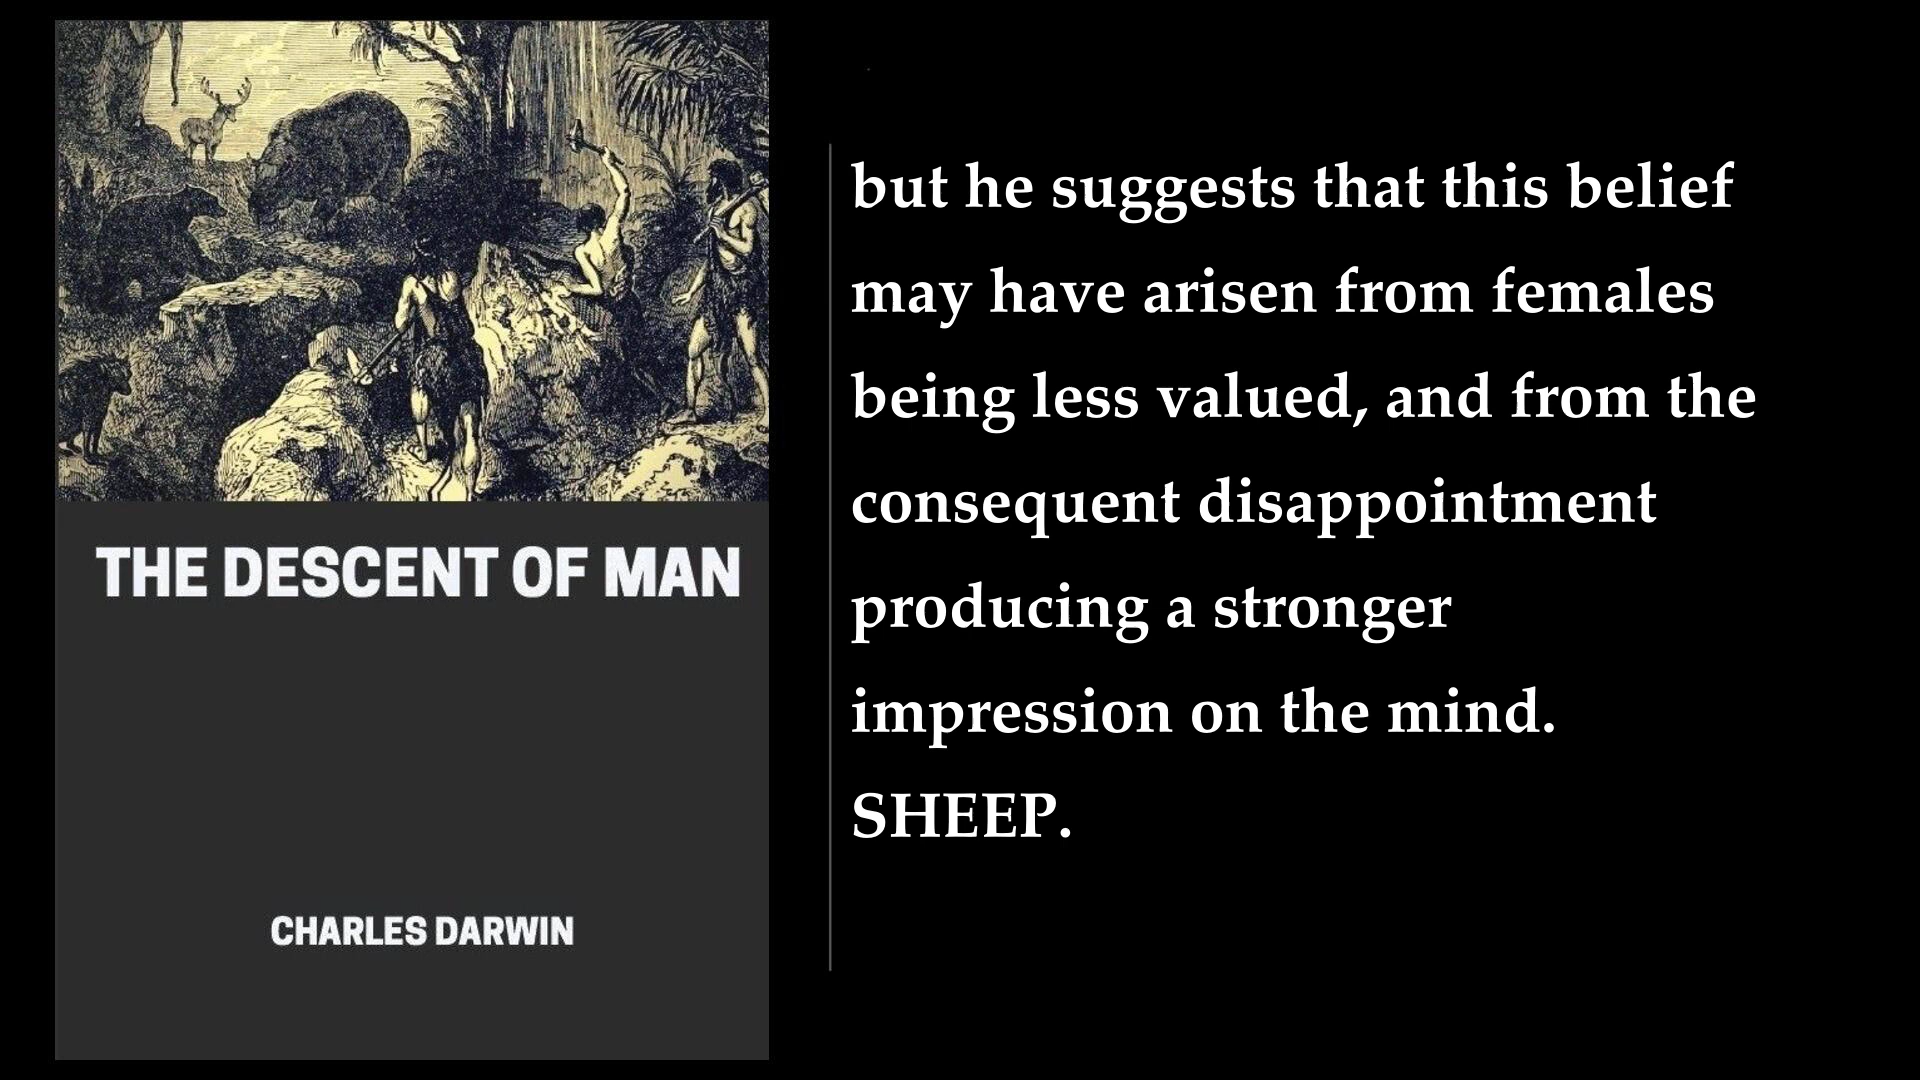 THE DESCENT OF MAN
CHARLES DARWIN
but he suggests that this belief
may have arisen from females
being less valued, and from the
consequent disappointment
producing a stronger
impression on the mind.
SHEEP.